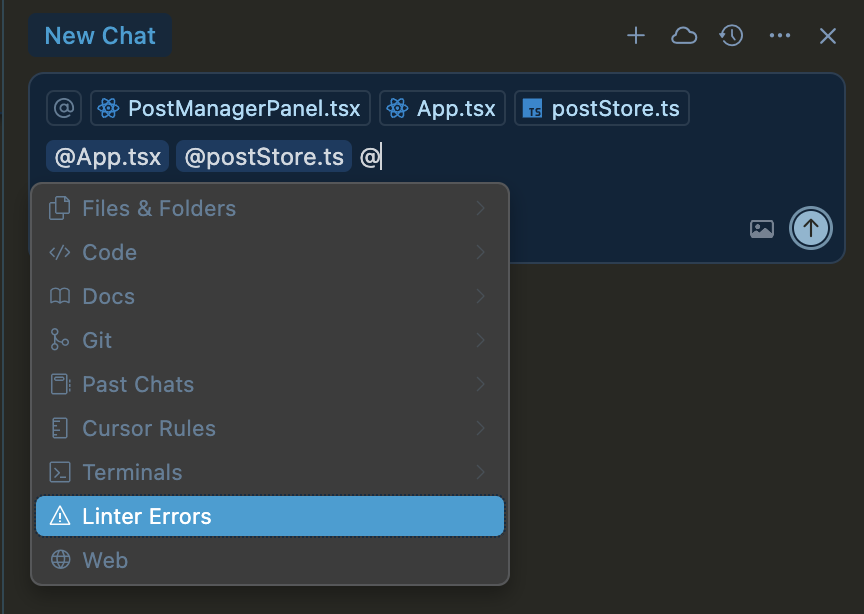 New Chat
@ PostManagerPanel.tsx App.tsx TS postStore.ts
@App.tsx @postStore.ts @
Files & Folders
Code
Docs
Git
Past Chats
Cursor Rules
Terminals
Linter Errors
Web